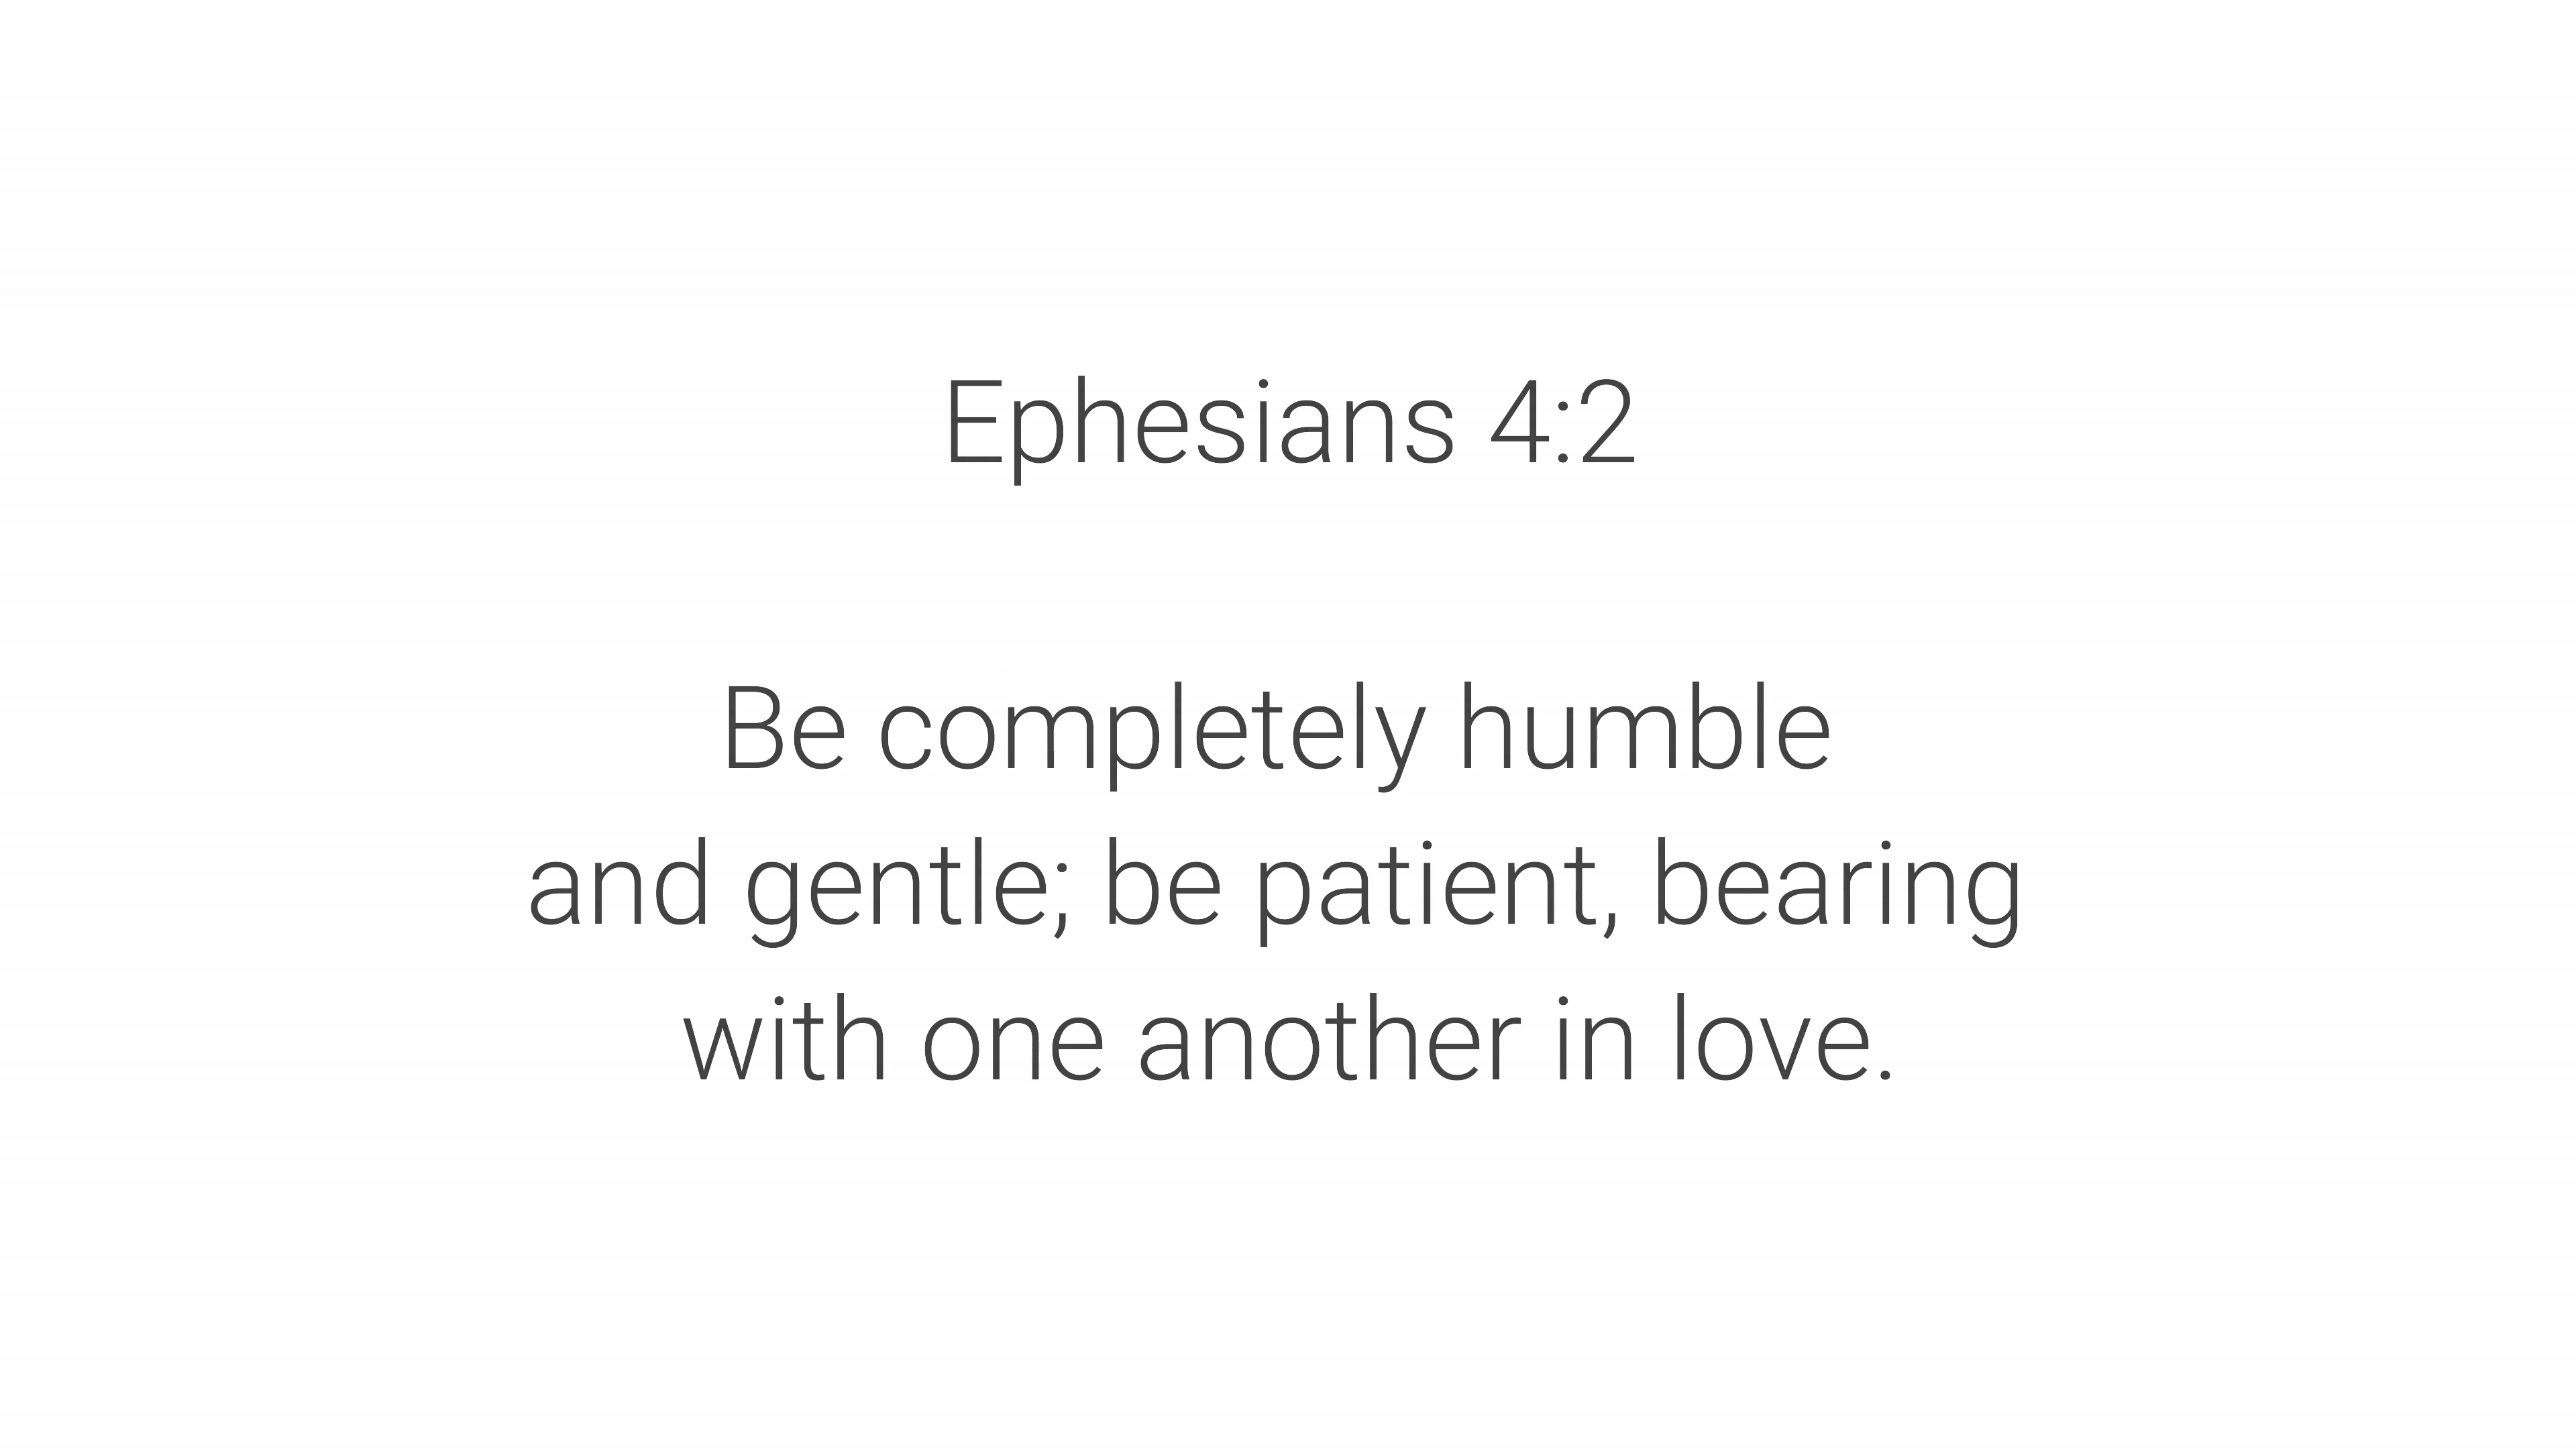 Ephesians 4:2
Be completely humble
and gentle; be patient, bearing
with one another in love.